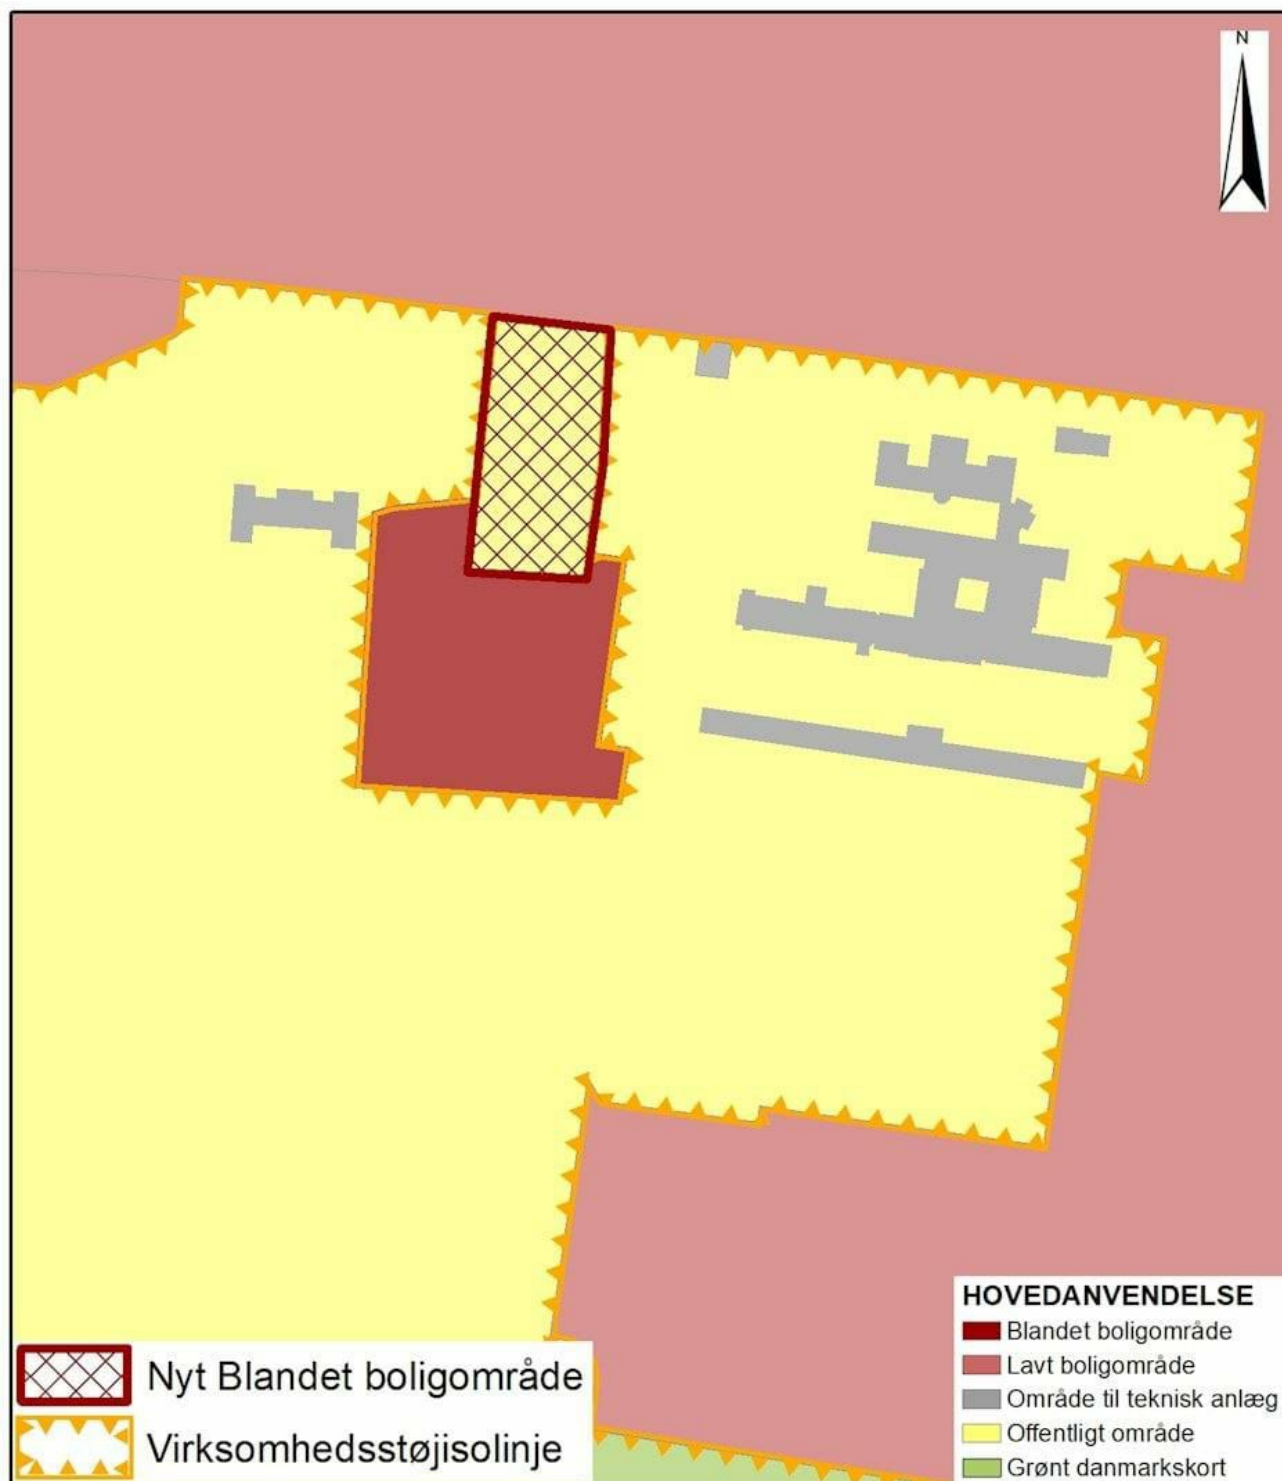 N
Nyt Blandet boligområde
Virksomhedsstøjisolinje
HOVEDANVENDELSE
Blandet boligområde
Lavt boligområde
Område til teknisk anlæg
Offentligt område
Grønt danmarkskort